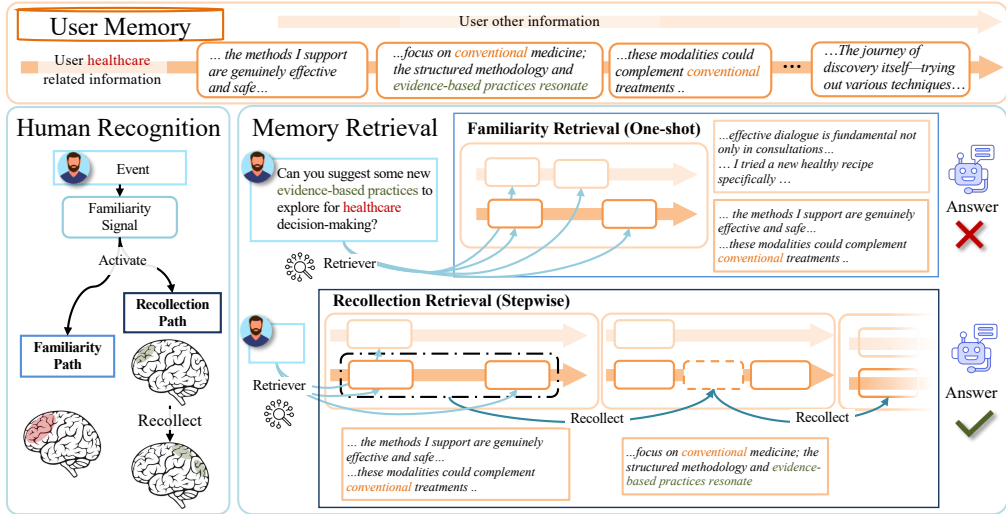 User Memory
User other information
User healthcare
related information
… the methods I support
are genuinely effective
and safe…
…focus on conventional medicine;
the structured methodology and
evidence-based practices resonate
…these modalities could
complement conventional
treatments ..
…
…The journey of
discovery itself—trying
out various techniques…
Human Recognition
Event
Familiarity
Signal
Activate
Recollection
Path
Familiarity
Path
Recollect
Memory Retrieval
Can you suggest some new
evidence-based practices to
explore for healthcare
decision-making?
Retriever
Familiarity Retrieval (One-shot)
…effective dialogue is fundamental not
only in consultations…
… I tried a new healthy recipe
specifically …
… the methods I support are genuinely
effective and safe…
…these modalities could complement
conventional treatments ..
Answer
Recollection Retrieval (Stepwise)
Retriever
Recollect
Recollect
… the methods I support are genuinely
effective and safe…
…these modalities could complement
conventional treatments ..
…focus on conventional medicine; the
structured methodology and evidence-
based practices resonate
Answer